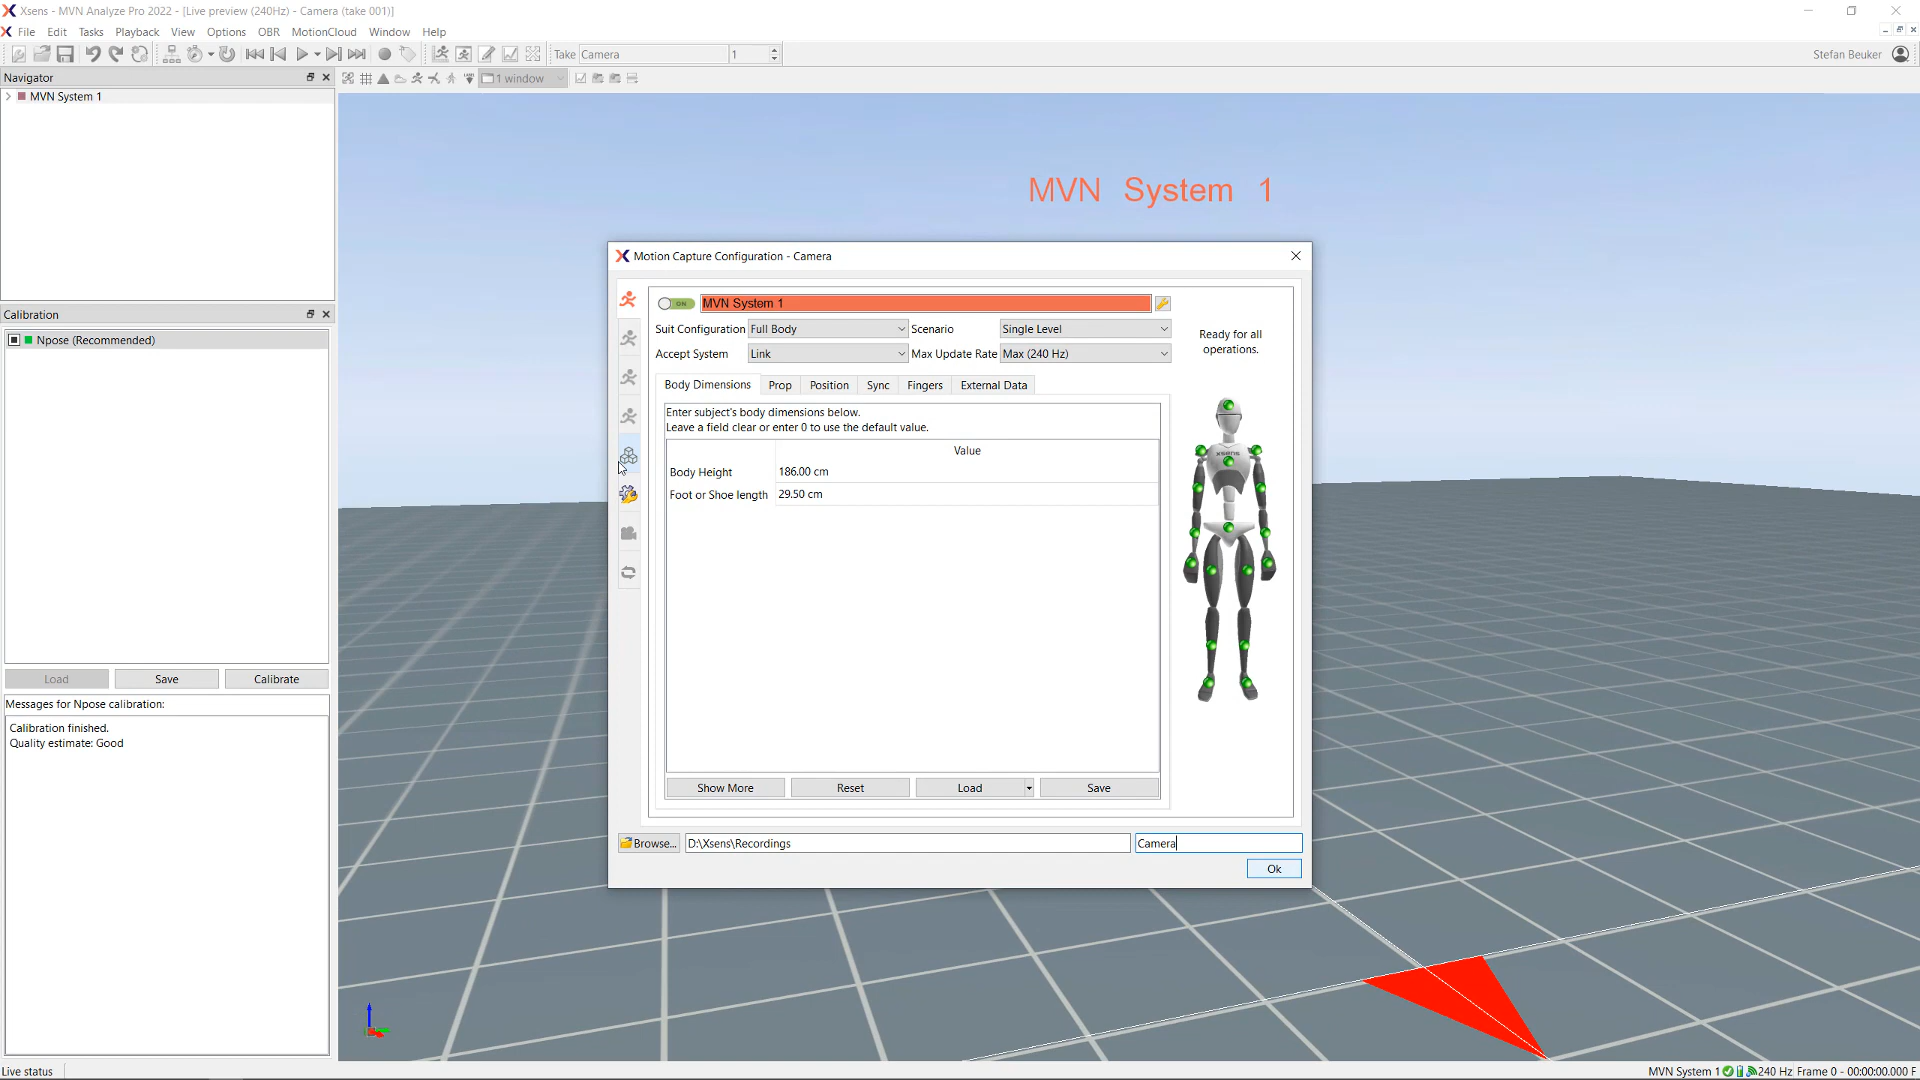 Xsens - MVN Analyze Pro 2022 - [Live preview (240Hz) - Camera (take 001)]
File Edit Tasks Playback View Options OBR MotionCloud Window Help
Take Camera 1 Stefan Beuker
Navigator
1 window
MVN System 1
MVN System 1
Motion Capture Configuration - Camera
ON MVN System 1
Suit Configuration Full Body Scenario Single Level
Accept System Link Max Update Rate Max (240 Hz)
Ready for all
operations.
Body Dimensions Prop Position Sync Fingers External Data
Enter subject's body dimensions below.
Leave a field clear or enter 0 to use the default value.
Value
Body Height 186.00 cm
Foot or Shoe length 29.50 cm
XSENS
Show More Reset Load Save
Browse... D:\Xsens\Recordings Camera
Ok
Calibration
Npose (Recommended)
Load Save Calibrate
Messages for Npose calibration:
Calibration finished.
Quality estimate: Good
Live status
MVN System 1 240 Hz Frame 0 - 00:00:00.000 F